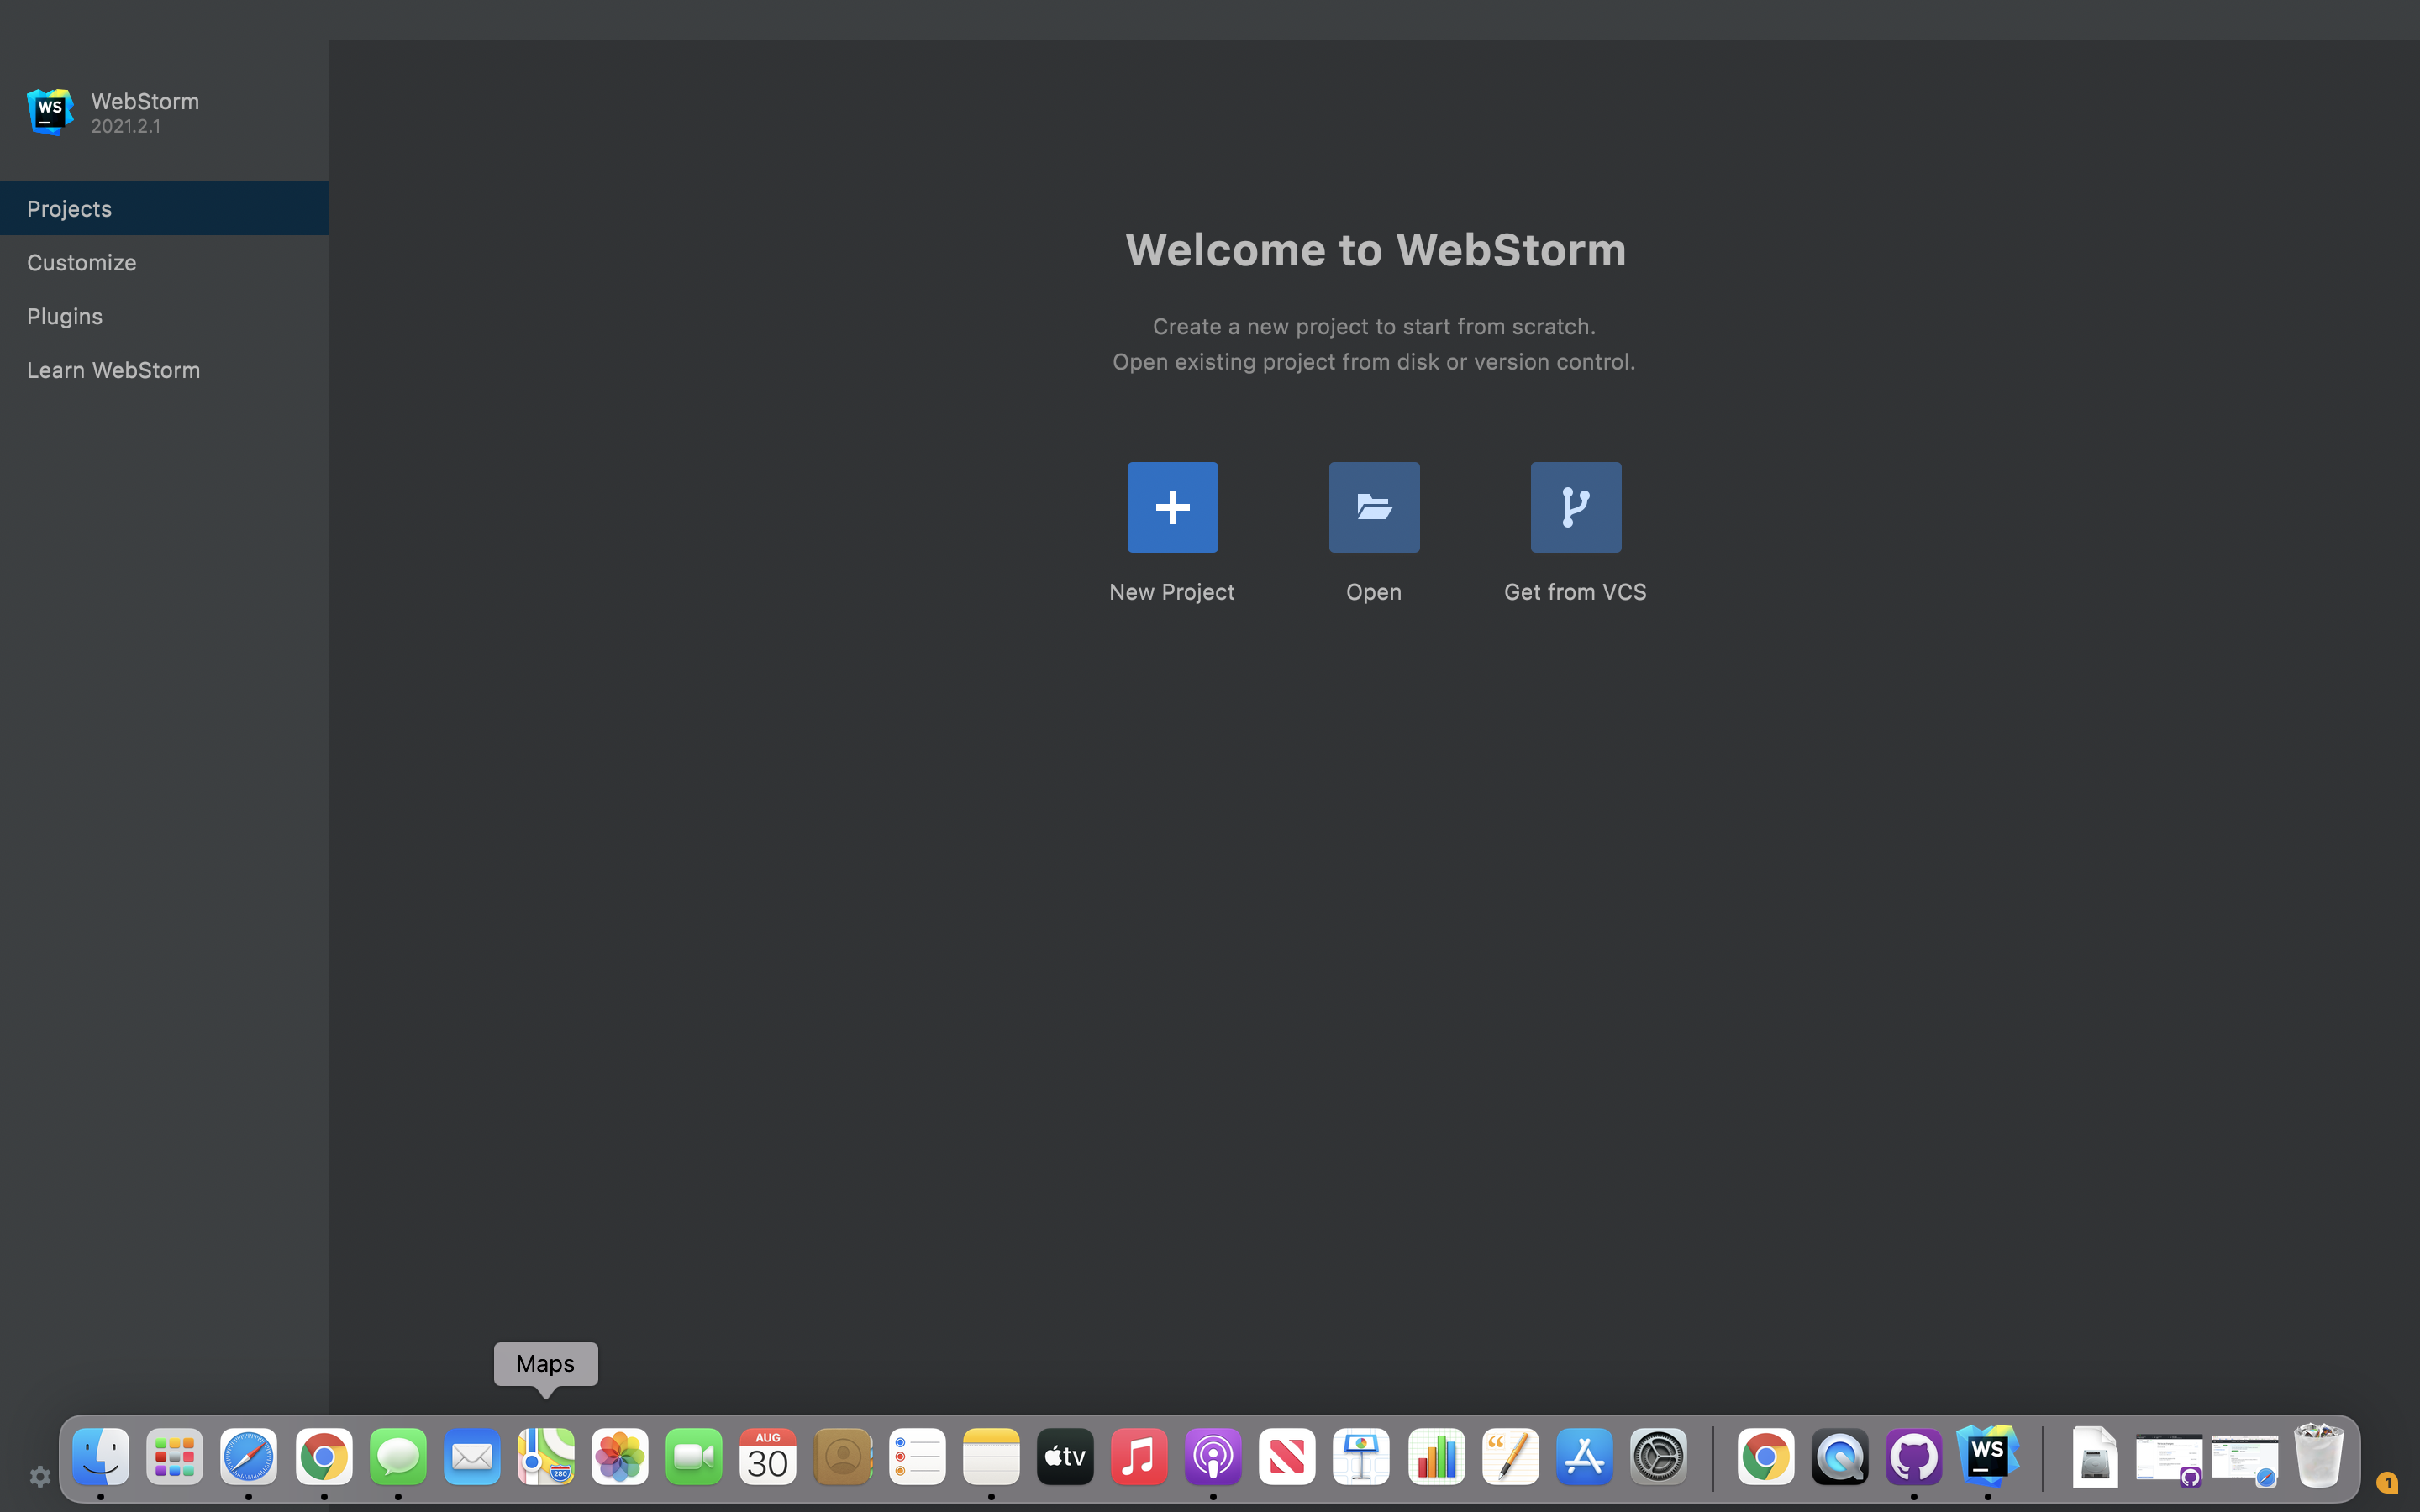 WS
WebStorm
2021.2.1
Projects
Customize
Plugins
Learn WebStorm
Welcome to WebStorm
Create a new project to start from scratch.
Open existing project from disk or version control.
New Project
Open
Get from VCS
Maps
280
AUG
30
tv
WS
1